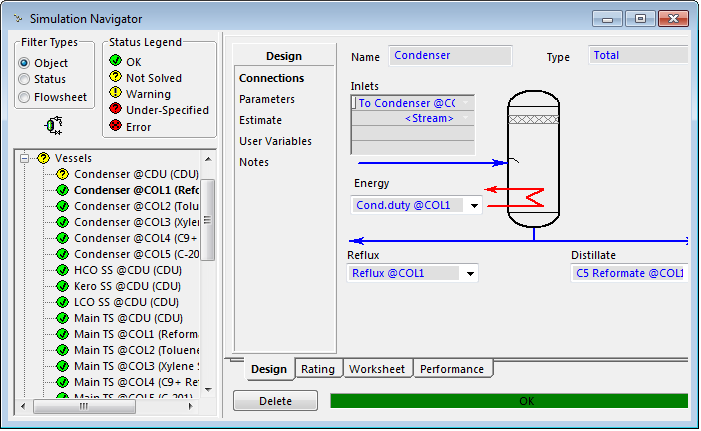 Simulation Navigator
Filter Types
Object
Status
Flowsheet
Status Legend
OK
Not Solved
Warning
Under-Specified
Error
Vessels
Condenser @CDU (CDU)
Condenser @COL1 (Refo
Condenser @COL2 (Tolue
Condenser @COL3 (Xylene
Condenser @COL4 (C9+
Condenser @COL5 (C-20
HCO SS @CDU (CDU)
Kero SS @CDU (CDU)
LCO SS @CDU (CDU)
Main TS @CDU (CDU)
Main TS @COL1 (Reform
Main TS @COL2 (Toluene
Main TS @COL3 (Xylene S
Main TS @COL4 (C9+ Re
Main TS @COL5 (C-201)
Design
Connections
Parameters
Estimate
User Variables
Notes
Name
Condenser
Type
Total
Inlets
To Condenser @CO
<Stream>
Energy
Cond.duty @COL1
Reflux
Reflux @COL1
Distillate
C5 Reformate @COL1
Design
Rating
Worksheet
Performance
Delete
OK